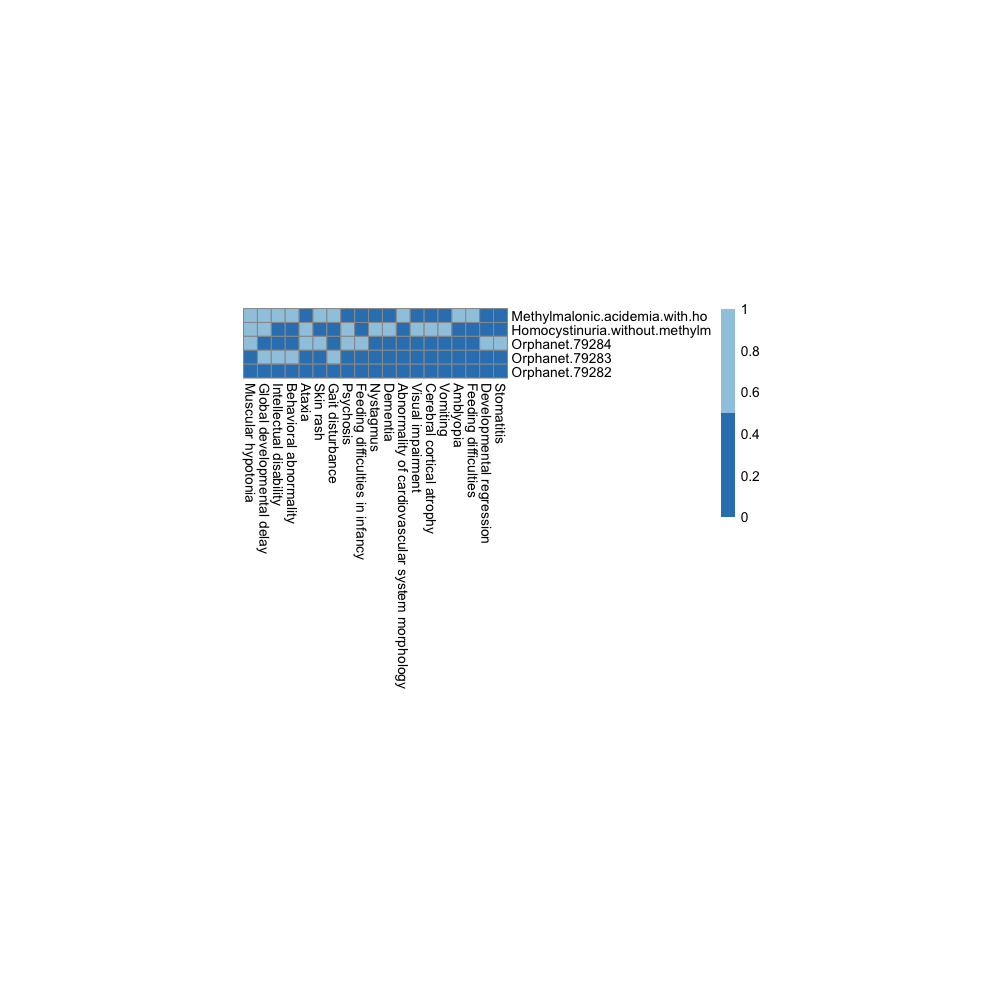 Methylmalonic.acidemia.with.ho
Homocystinuria.without.methylm
Orphanet.79284
Orphanet.79283
Orphanet.79282
1
0.8
0.6
0.4
0.2
0
Muscular hypotonia
Global developmental delay
Intellectual disability
Behavioral abnormality
Ataxia
Skin rash
Gait disturbance
Psychosis
Feeding difficulties in infancy
Nystagmus
Dementia
Abnormality of cardiovascular system morphology
Visual impairment
Cerebral cortical atrophy
Vomiting
Amblyopia
Feeding difficulties
Developmental regression
Stomatitis